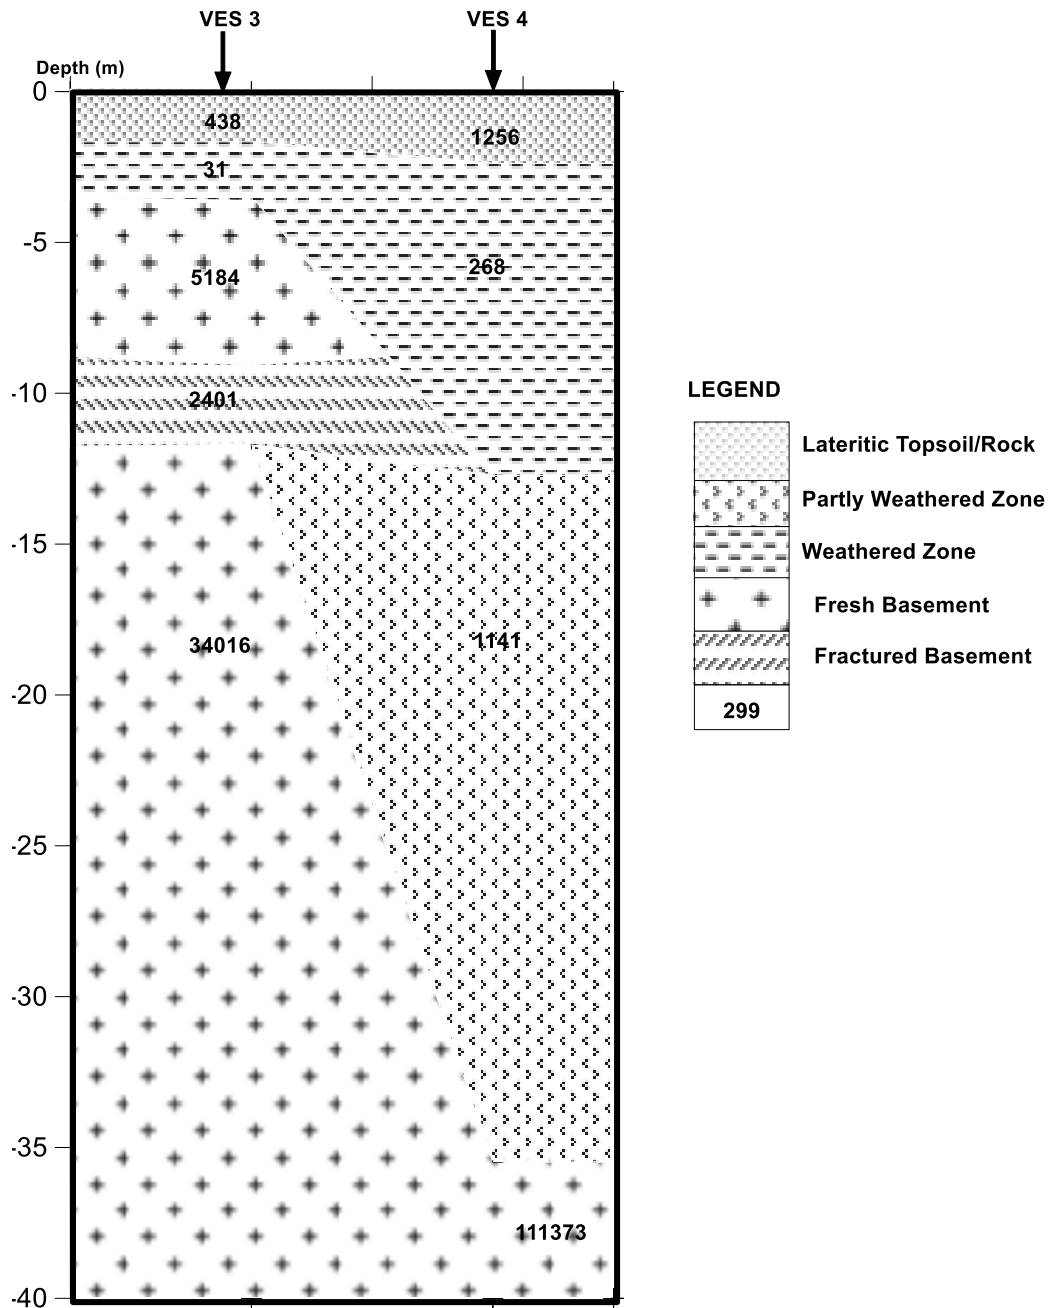 VES 3
VES 4
Depth (m)
0
438
1256
31
-5
268
5184
-10
2401
LEGEND
Lateritic Topsoil/Rock
Partly Weathered Zone
Weathered Zone
Fresh Basement
Fractured Basement
299
-15
34016
1141
-20
-25
-30
-35
111373
-40